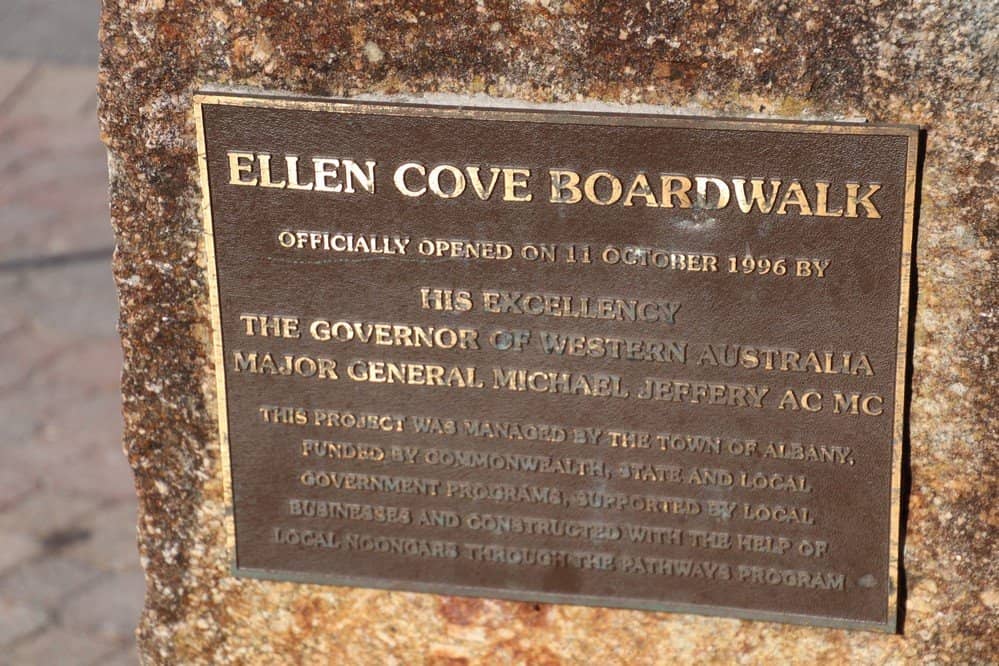 ELLEN COVE BOARDWALK
OFFICIALLY OPENED ON 11 OCTOBER 1996 BY
HIS EXCELLENCY
THE GOVERNOR OF WESTERN AUSTRALIA
MAJOR GENERAL MICHAEL JEFFERY AC MC
THIS PROJECT WAS MANAGED BY THE TOWN OF ALBANY,
FUNDED BY COMMONWEALTH, STATE AND LOCAL
GOVERNMENT PROGRAMS, SUPPORTED BY LOCAL
BUSINESSES AND CONSTRUCTED WITH THE HELP OF
LOCAL NOONGARS THROUGH THE PATHWAYS PROGRAM